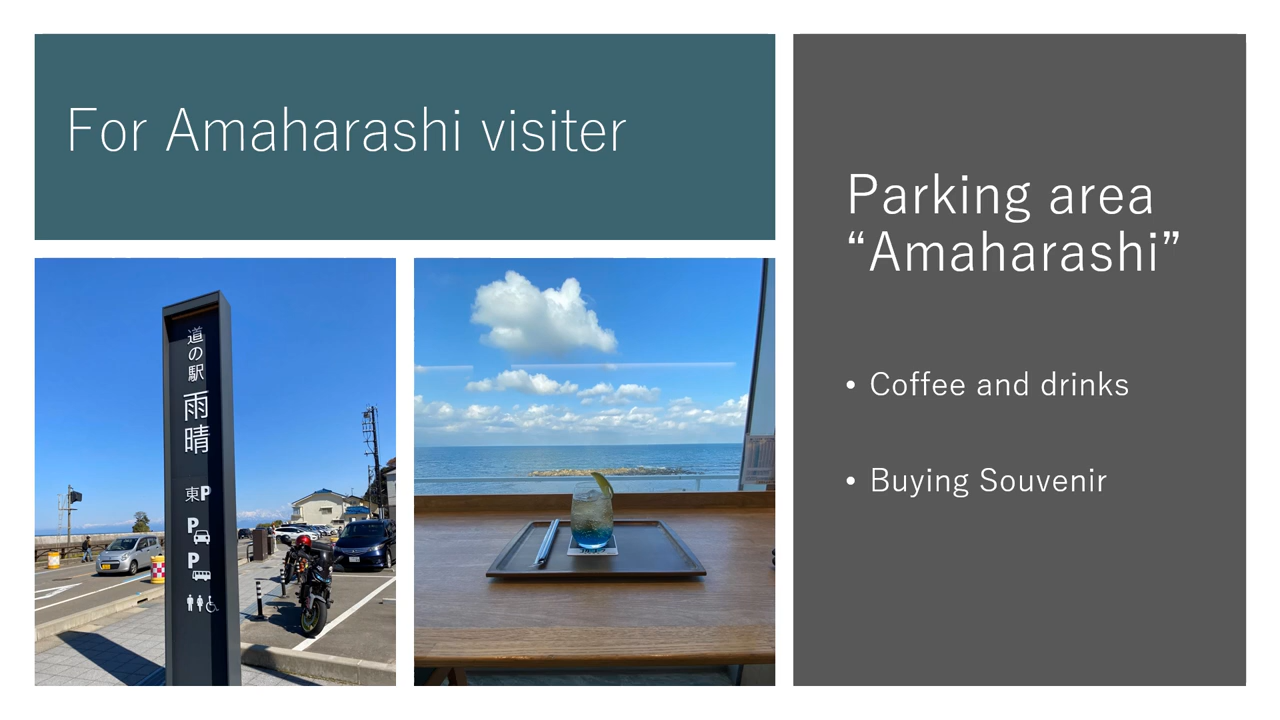 For Amaharashi visiter
Parking area
“Amaharashi”
• Coffee and drinks
• Buying Souvenir
道の駅
雨晴
東P
P
P